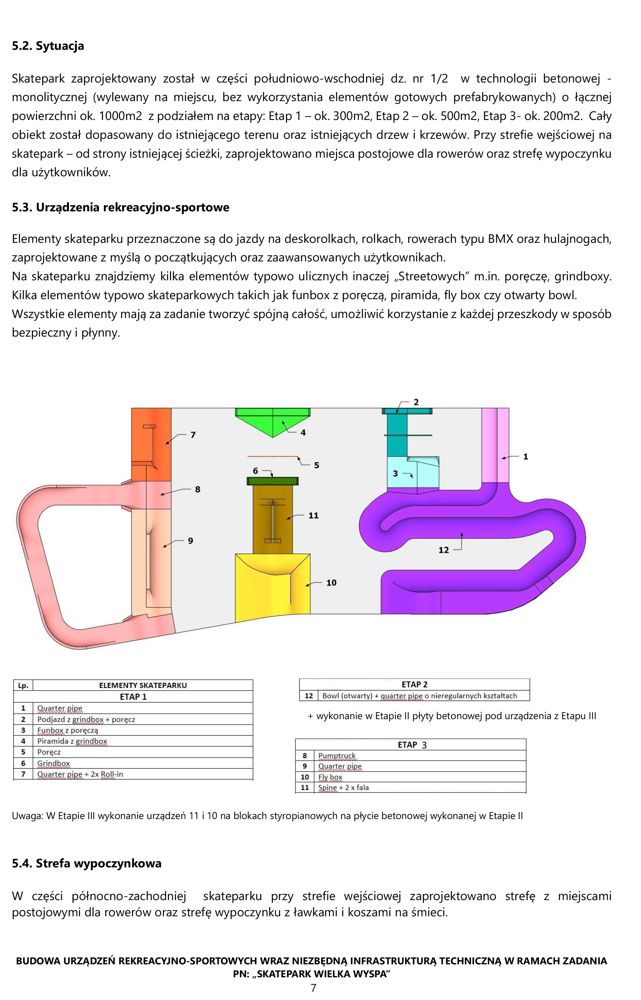 5.2. Sytuacja
Skatepark zaprojektowany został w części południowo-wschodniej dz. nr 1/2 w technologii betonowej -
monolitycznej (wylewany na miejscu, bez wykorzystania elementów gotowych prefabrykowanych) o łącznej
powierzchni ok. 1000m2 z podziałem na etapy: Etap 1 – ok. 300m2, Etap 2 – ok. 500m2, Etap 3- ok. 200m2. Cały
obiekt został dopasowany do istniejącego terenu oraz istniejących drzew i krzewów. Przy strefie wejściowej na
skatepark – od strony istniejącej ścieżki, zaprojektowano miejsca postojowe dla rowerów oraz strefę wypoczynku
dla użytkowników.
5.3. Urządzenia rekreacyjno-sportowe
Elementy skateparku przeznaczone są do jazdy na deskorolkach, rolkach, rowerach typu BMX oraz hulajnogach,
zaprojektowane z myślą o początkujących oraz zaawansowanych użytkownikach.
Na skateparku znajdziemy kilka elementów typowo ulicznych inaczej „Streetowych” m.in. poręczę, grindboxy.
Kilka elementów typowo skateparkowych takich jak funbox z poręczą, piramida, fly box czy otwarty bowl.
Wszystkie elementy mają za zadanie tworzyć spójną całość, umożliwić korzystanie z każdej przeszkody w sposób
bezpieczny i płynny.
2
7
4
1
5
6
3
8
11
9
12
10
Lp. ELEMENTY SKATEPARKU
ETAP 1
1 Quarter pipe
2 Podjazd z grindbox + poręcz
3 Funbox z poręczą
4 Piramida z grindbox
5 Poręcz
6 Grindbox
7 Quarter pipe + 2x Roll-in
ETAP 2
12 Bowl (otwarty) + quarter pipe o nieregularnych kształtach
+ wykonanie w Etapie II płyty betonowej pod urządzenia z Etapu III
ETAP 3
8 Pumptruck
9 Quarter pipe
10 Fly box
11 Spine + 2 x fala
Uwaga: W Etapie III wykonanie urządzeń 11 i 10 na blokach styropianowych na płycie betonowej wykonanej w Etapie II
5.4. Strefa wypoczynkowa
W części północno-zachodniej skateparku przy strefie wejściowej zaprojektowano strefę z miejscami
postojowymi dla rowerów oraz strefę wypoczynku z ławkami i koszami na śmieci.
BUDOWA URZĄDZEŃ REKREACYJNO-SPORTOWYCH WRAZ NIEZBĘDNĄ INFRASTRUKTURĄ TECHNICZNĄ W RAMACH ZADANIA
PN: „SKATEPARK WIELKA WYSPA”
7